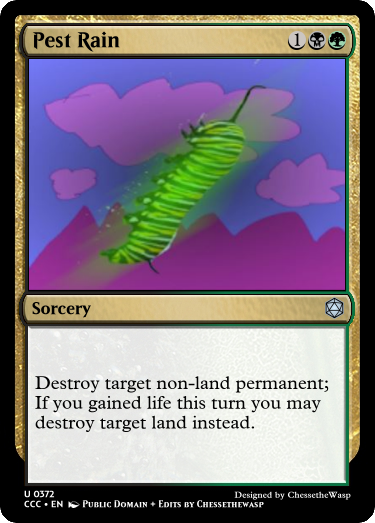 Pest Rain 1
Sorcery
Destroy target non-land permanent;
If you gained life this turn you may
destroy target land instead.
U 0372
Designed by ChessetheWasp
CCC • EN Public Domain + Edits by Chessethewasp